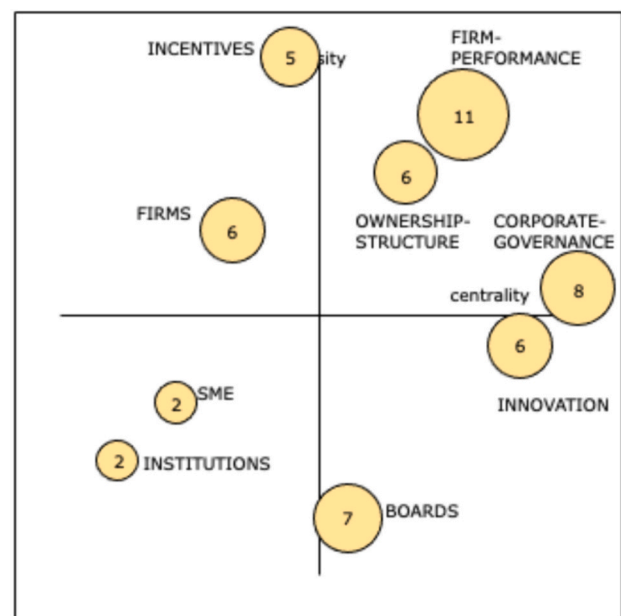 INCENTIVES
5
sity
FIRM-
PERFORMANCE
11
6
FIRMS
6
OWNERSHIP-
STRUCTURE
CORPORATE-
GOVERNANCE
centrality
8
6
INNOVATION
2
SME
2
INSTITUTIONS
7
BOARDS